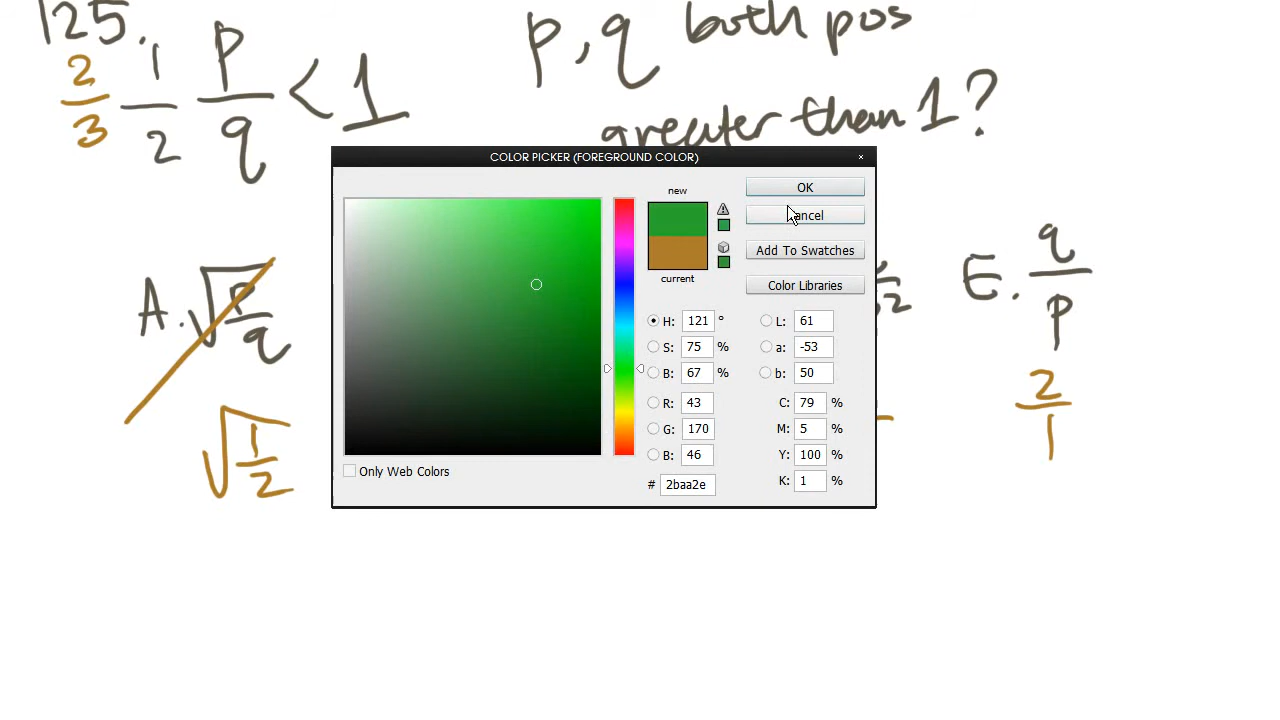 125.
p, q both pos
2/3 1/2 p/q < 1
greater than 1?
COLOR PICKER (FOREGROUND COLOR) ×
new
OK
Cancel
Add To Swatches
current
Color Libraries
H: 121 °
L: 61
S: 75 %
a: -53
B: 67 %
b: 50
R: 43
C: 79 %
G: 170
M: 5 %
B: 46
Y: 100 %
# 2baa2e
K: 1 %
Only Web Colors
A. √p/q
E. q/p
√1/2
2/1